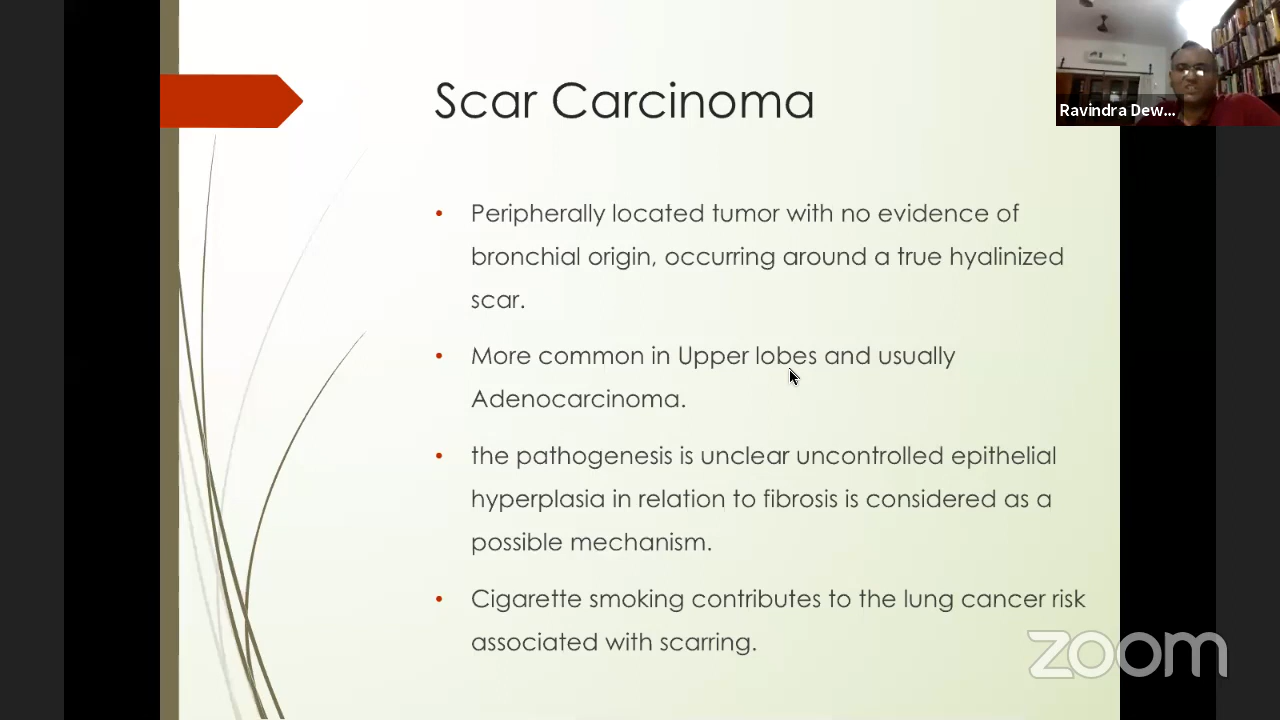 Scar Carcinoma
Ravindra Dew...
• Peripherally located tumor with no evidence of
bronchial origin, occurring around a true hyalinized
scar.
• More common in Upper lobes and usually
Adenocarcinoma.
• the pathogenesis is unclear uncontrolled epithelial
hyperplasia in relation to fibrosis is considered as a
possible mechanism.
• Cigarette smoking contributes to the lung cancer risk
associated with scarring.
zoom